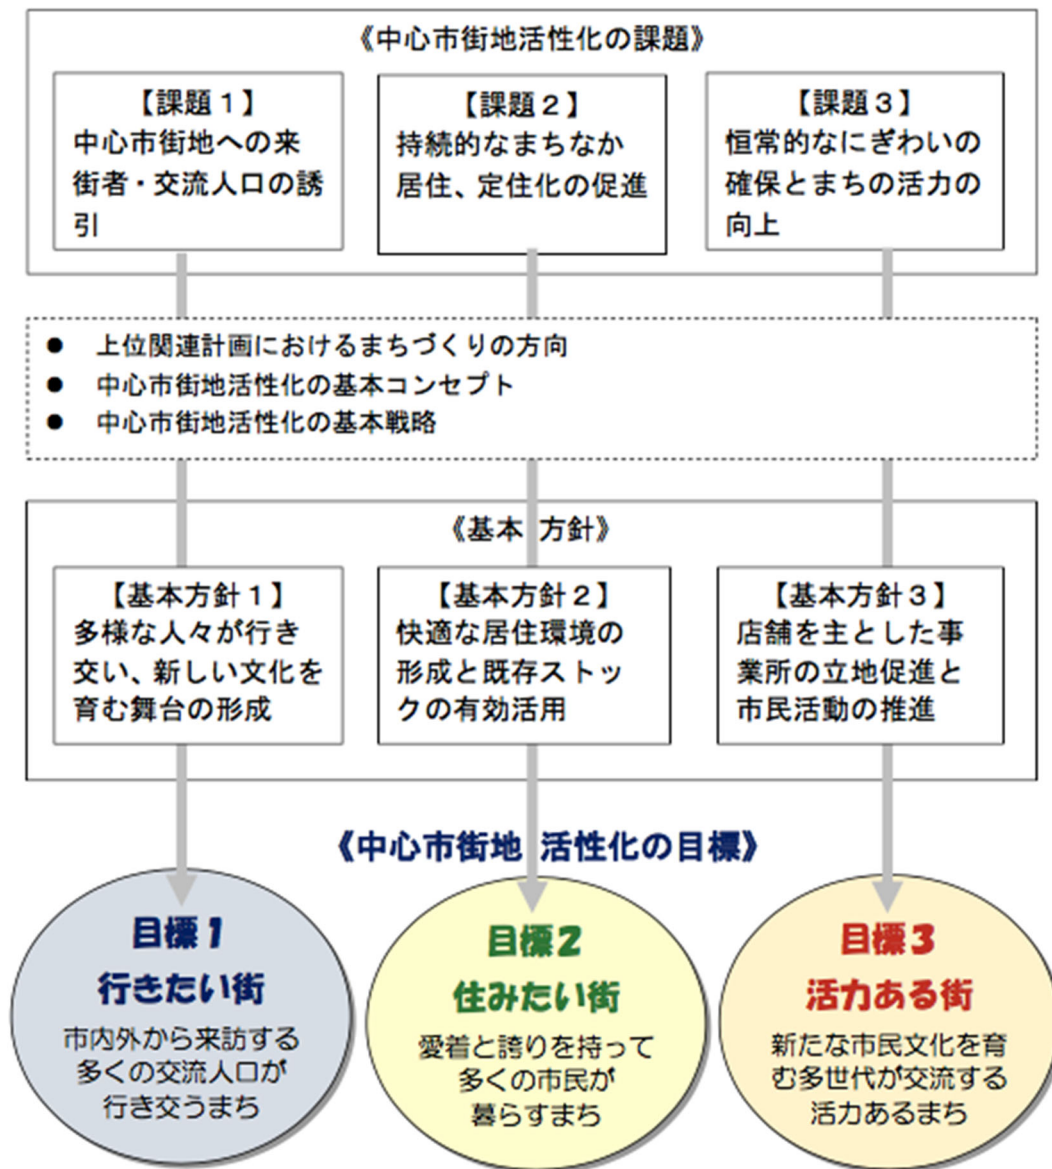 《中心市街地活性化の課題》
【課題１】
中心市街地への来
街者・交流人口の誘
引
【課題２】
持続的なまちなか
居住、定住化の促進
【課題３】
恒常的なにぎわいの
確保とまちの活力の
向上
● 上位関連計画におけるまちづくりの方向
● 中心市街地活性化の基本コンセプト
● 中心市街地活性化の基本戦略
《基本方針》
【基本方針１】
多様な人々が行き
交い、新しい文化を
育む舞台の形成
【基本方針２】
快適な居住環境の
形成と既存ストッ
クの有効活用
【基本方針３】
店舗を主とした事
業所の立地促進と
市民活動の推進
《中心市街地 活性化の目標》
目標１
行きたい街
市内外から来訪する
多くの交流人口が
行き交うまち
目標２
住みたい街
愛着と誇りを持って
多くの市民が
暮らすまち
目標３
活力ある街
新たな市民文化を育
む多世代が交流する
活力あるまち